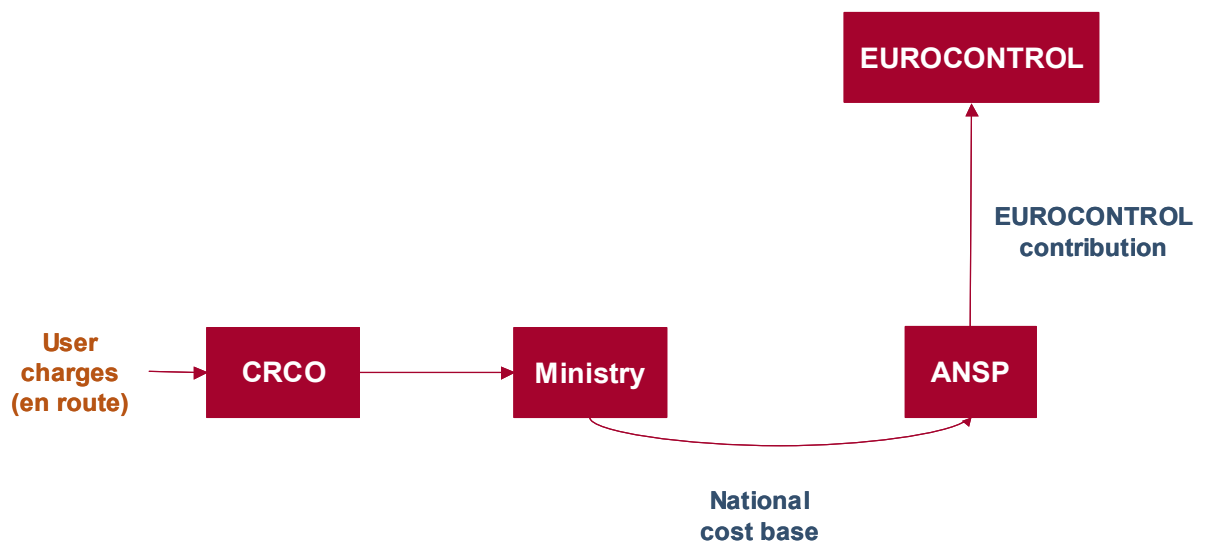 EUROCONTROL
EUROCONTROL
contribution
User
charges
(en route)
CRCO
Ministry
ANSP
National
cost base